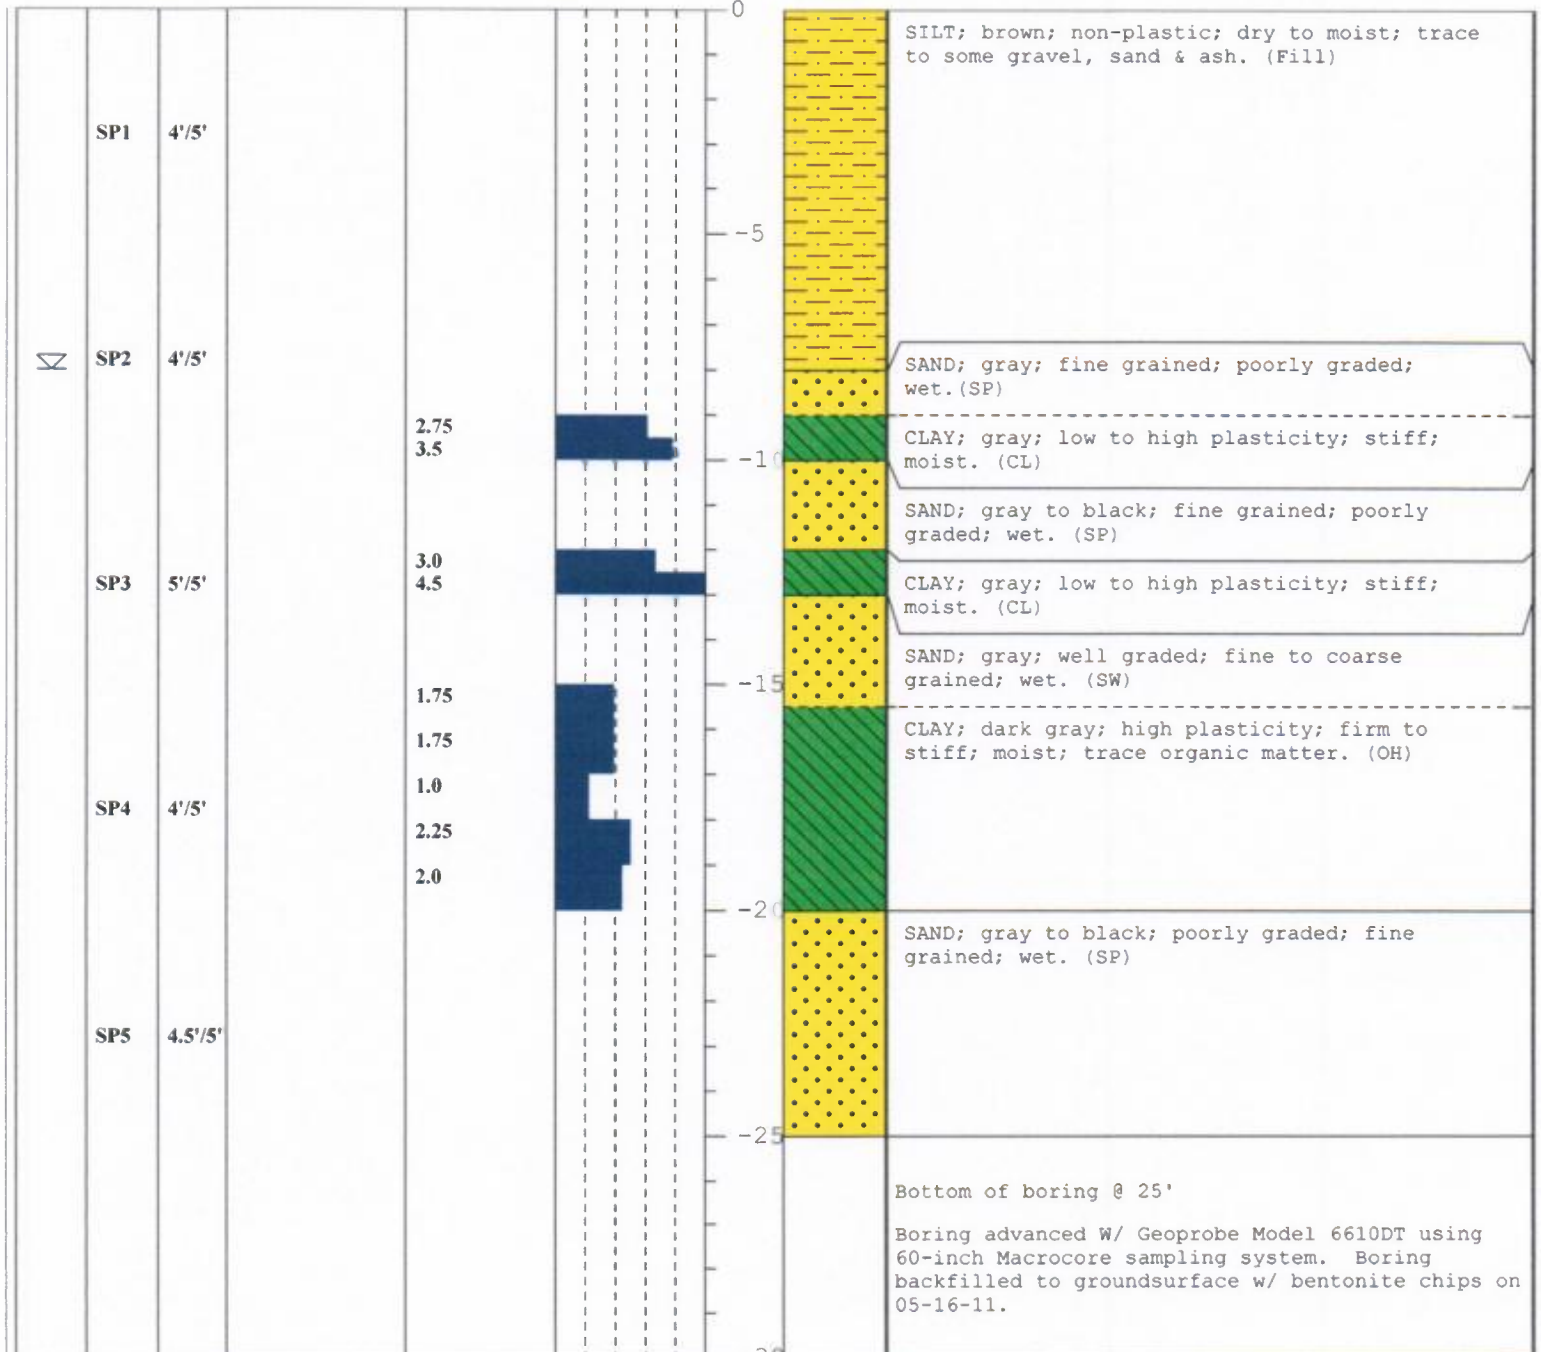 0
SILT; brown; non-plastic; dry to moist; trace
to some gravel, sand & ash. (Fill)
SP1 4'/5'
-5
SP2 4'/5'
SAND; gray; fine grained; poorly graded;
wet.(SP)
2.75
3.5
CLAY; gray; low to high plasticity; stiff;
moist. (CL)
-10
SAND; gray to black; fine grained; poorly
graded; wet. (SP)
3.0
4.5
SP3 5'/5'
CLAY; gray; low to high plasticity; stiff;
moist. (CL)
SAND; gray; well graded; fine to coarse
grained; wet. (SW)
-15
1.75
CLAY; dark gray; high plasticity; firm to
stiff; moist; trace organic matter. (OH)
1.75
1.0
SP4 4'/5'
2.25
2.0
-20
SAND; gray to black; poorly graded; fine
grained; wet. (SP)
SP5 4.5'/5'
-25
Bottom of boring @ 25'
Boring advanced W/ Geoprobe Model 6610DT using
60-inch Macrocore sampling system. Boring
backfilled to groundsurface w/ bentonite chips on
05-16-11.